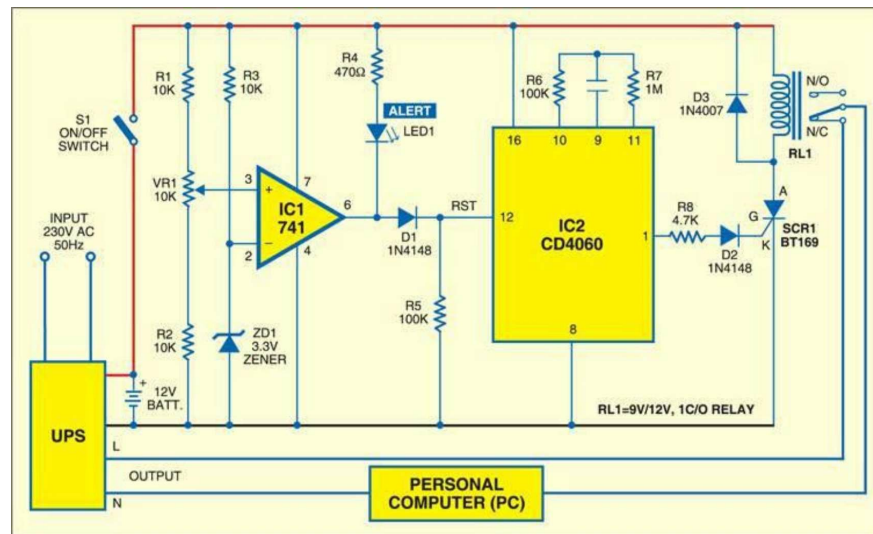 R1
10K
R3
10K
R4
470Ω
ALERT
LED1
S1
ON/OFF
SWITCH
VR1
10K
3
+
7
IC1
741
6
−
2
4
INPUT
230V AC
50Hz
R2
10K
ZD1
3.3V
ZENER
D1
1N4148
RST
R5
100K
R6
100K
R7
1M
16
10
9
11
12
IC2
CD4060
1
8
R8
4.7K
D2
1N4148
D3
1N4007
N/O
N/C
RL1
A
G
K
SCR1
BT169
+
12V
BATT.
RL1=9V/12V, 1C/O RELAY
UPS
L
OUTPUT
N
PERSONAL
COMPUTER (PC)